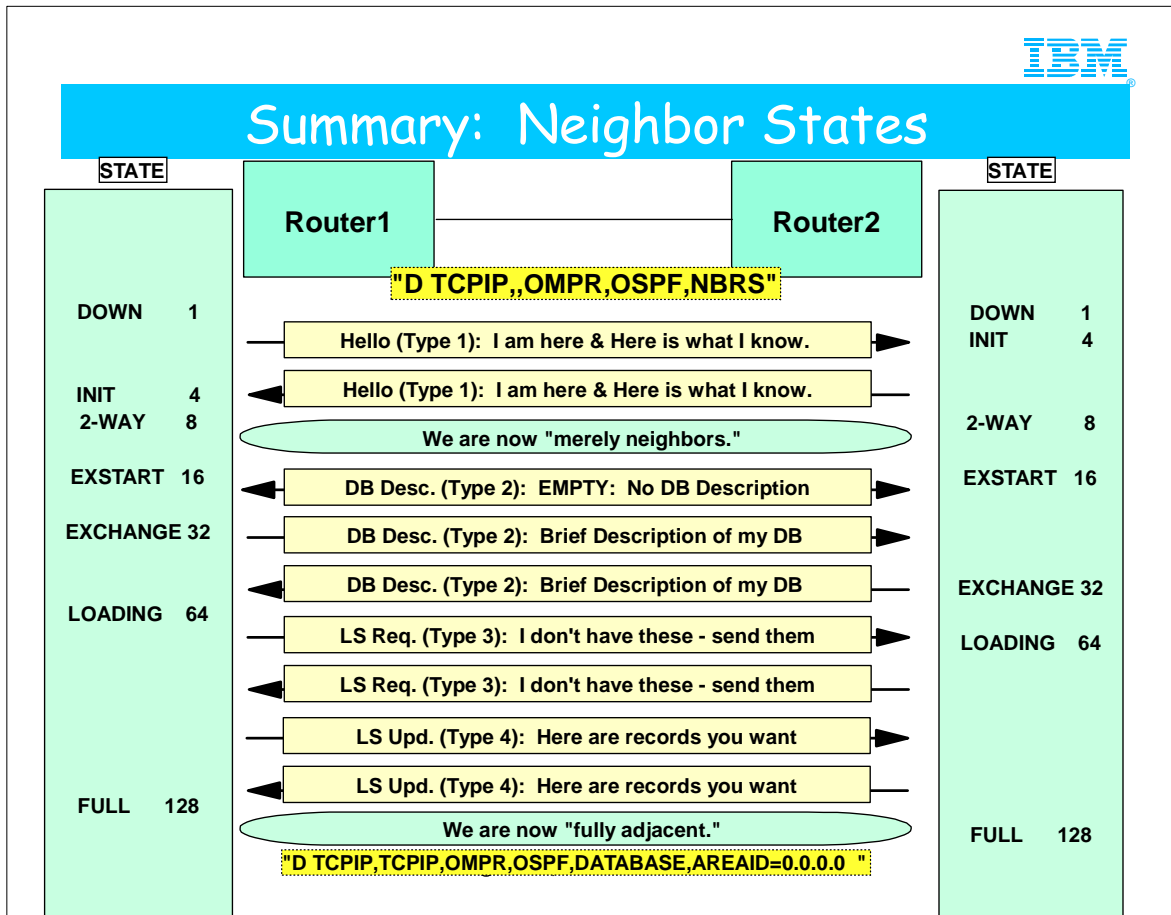 IBM®
Summary: Neighbor States
STATE
STATE
Router1
Router2
"D TCPIP,,OMPR,OSPF,NBRS"
DOWN 1
DOWN 1
Hello (Type 1): I am here & Here is what I know.
INIT 4
INIT 4
Hello (Type 1): I am here & Here is what I know.
2-WAY 8
2-WAY 8
We are now "merely neighbors."
EXSTART 16
DB Desc. (Type 2): EMPTY: No DB Description
EXSTART 16
EXCHANGE 32
DB Desc. (Type 2): Brief Description of my DB
DB Desc. (Type 2): Brief Description of my DB
EXCHANGE 32
LOADING 64
LS Req. (Type 3): I don't have these - send them
LOADING 64
LS Req. (Type 3): I don't have these - send them
LS Upd. (Type 4): Here are records you want
LS Upd. (Type 4): Here are records you want
FULL 128
We are now "fully adjacent."
FULL 128
"D TCPIP,TCPIP,OMPR,OSPF,DATABASE,AREAID=0.0.0.0 "